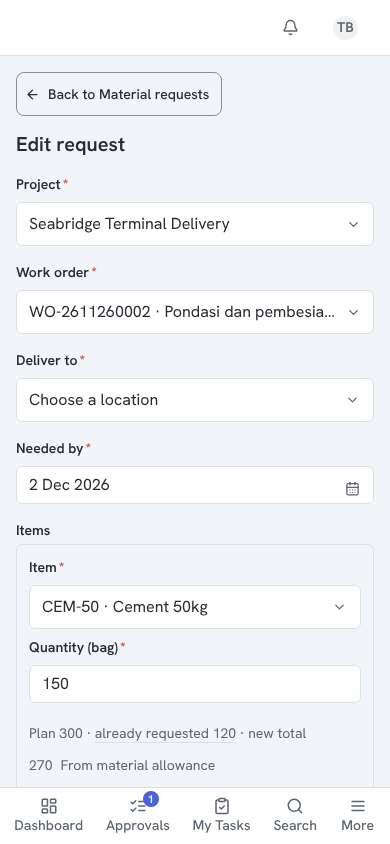 TB
Back to Material requests
Edit request
Project *
Seabridge Terminal Delivery
Work order *
WO-2611260002 · Pondasi dan pembesia...
Deliver to *
Choose a location
Needed by *
2 Dec 2026
Items
Item *
CEM-50 · Cement 50kg
Quantity (bag) *
150
Plan 300 · already requested 120 · new total
270 From material allowance
1
Dashboard Approvals My Tasks Search More